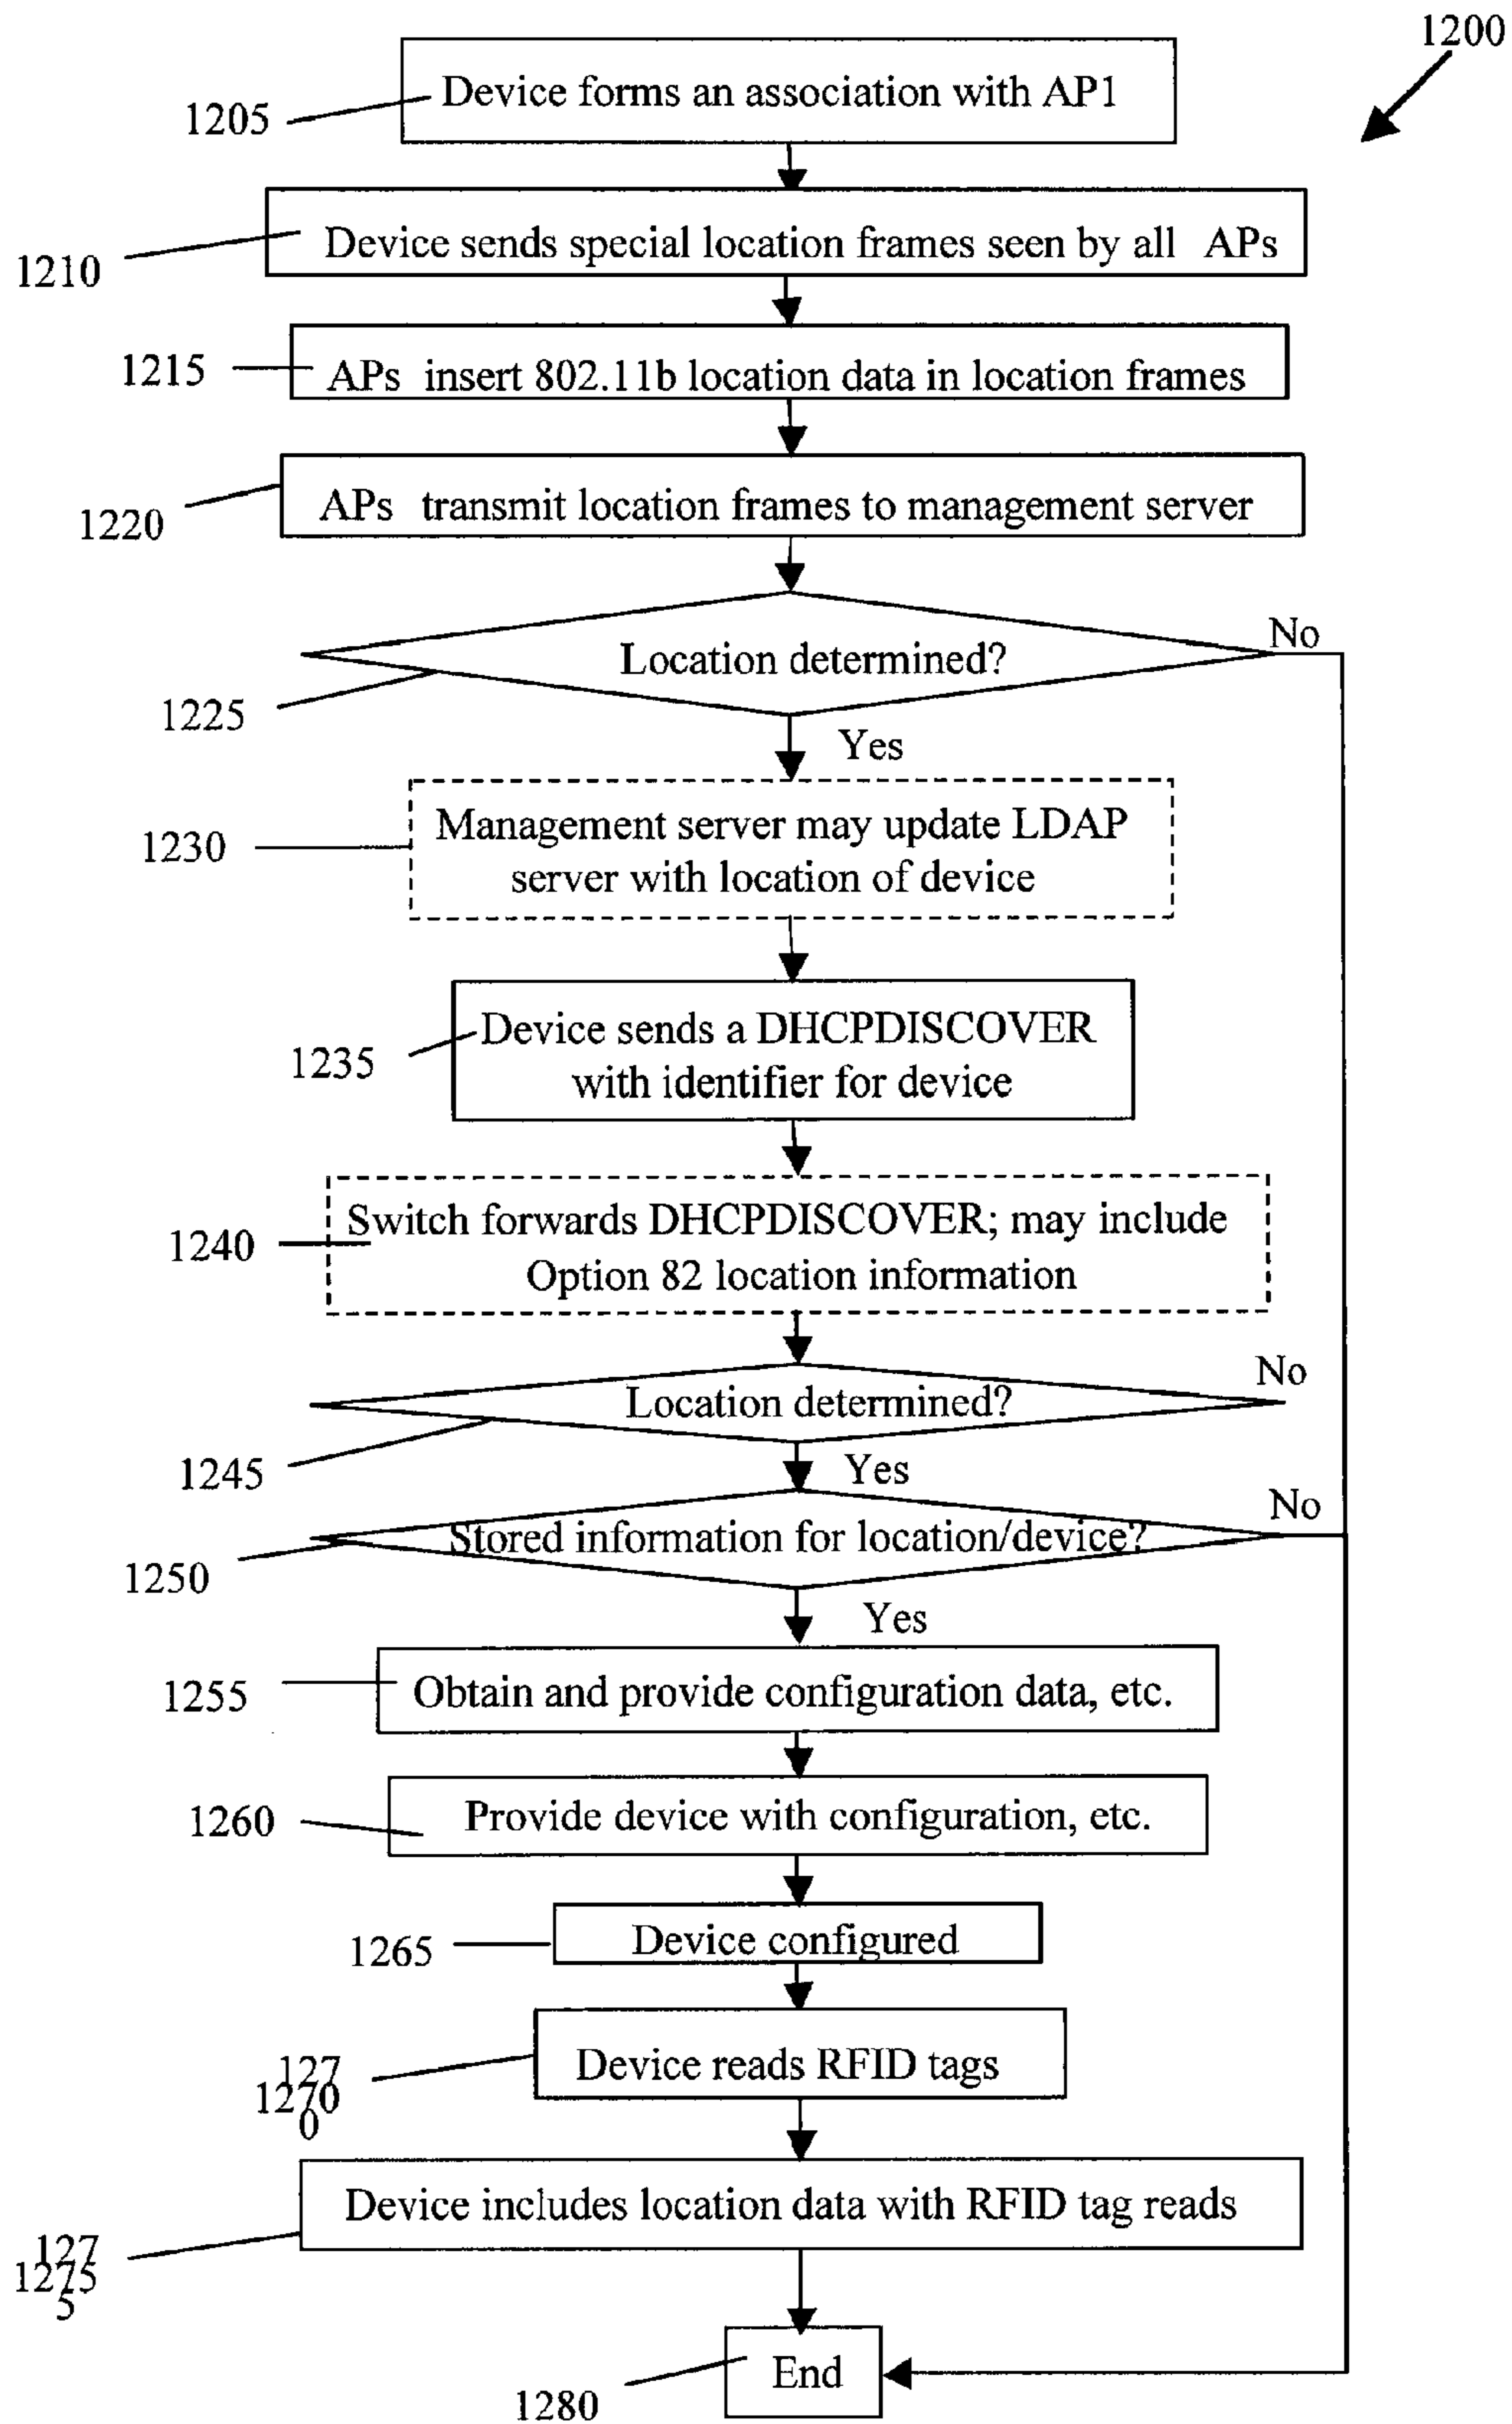 1200
Device forms an association with AP1
1205
Device sends special location frames seen by all APs
1210
APs insert 802.11b location data in location frames
1215
APs transmit location frames to management server
1220
Location determined?
No
1225
Yes
Management server may update LDAP
server with location of device
1230
Device sends a DHCPDISCOVER
with identifier for device
1235
Switch forwards DHCPDISCOVER; may include
Option 82 location information
1240
Location determined?
No
1245
Yes
Stored information for location/device?
No
1250
Yes
Obtain and provide configuration data, etc.
1255
Provide device with configuration, etc.
1260
Device configured
1265
Device reads RFID tags
127
1270
0
Device includes location data with RFID tag reads
127
1275
5
End
1280